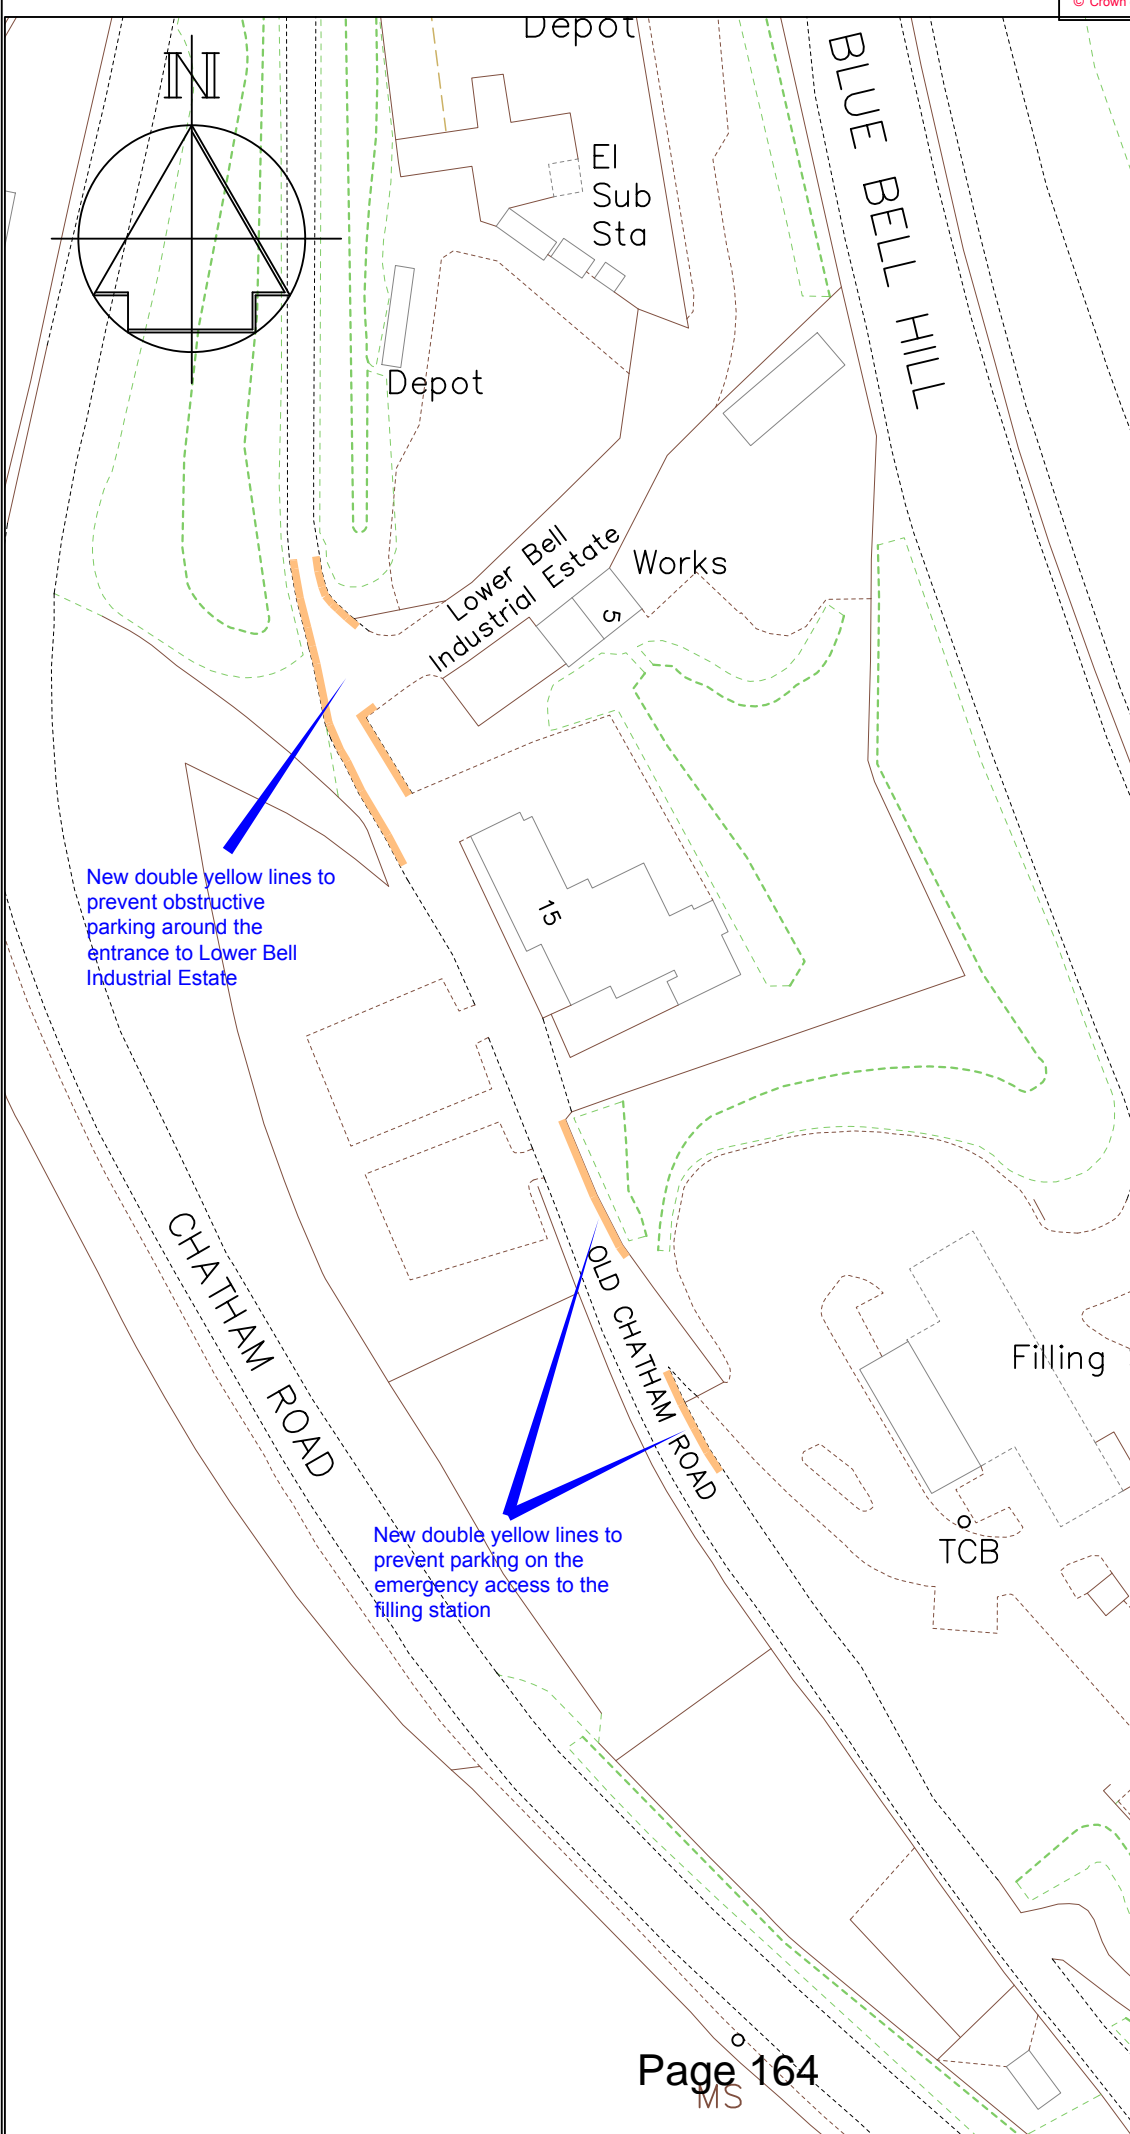 © Crown
Depot
N
BLUE BELL HILL
El
Sub
Sta
Depot
Lower Bell
Industrial Estate
Works
5
15
New double yellow lines to
prevent obstructive
parking around the
entrance to Lower Bell
Industrial Estate
CHATHAM ROAD
OLD CHATHAM ROAD
Filling
TCB
New double yellow lines to
prevent parking on the
emergency access to the
filling station
Page 164
MS